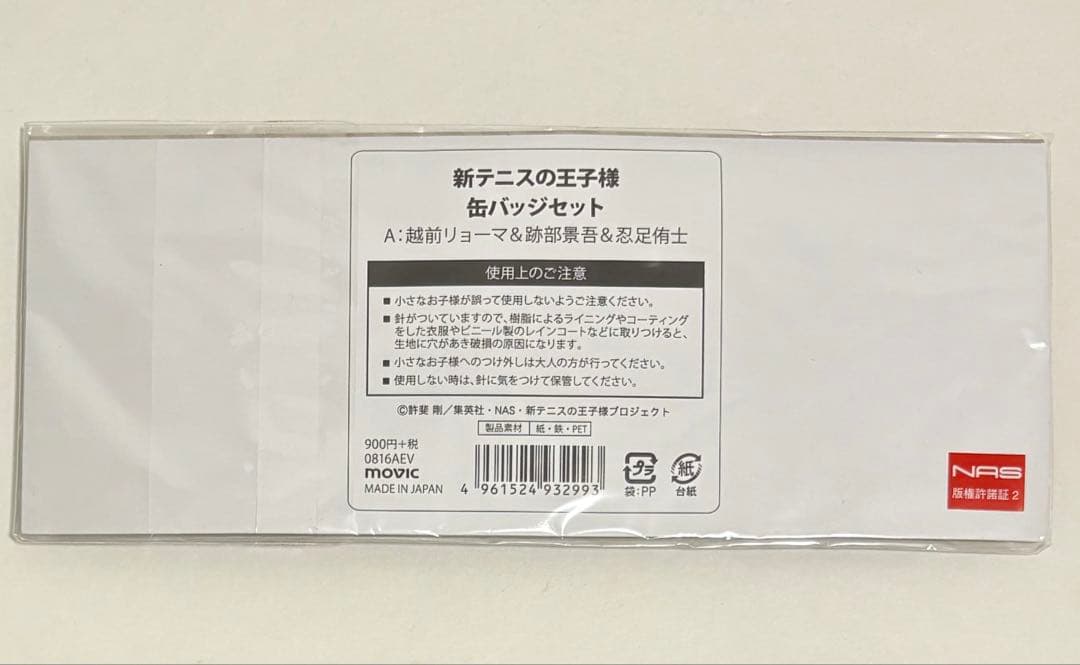 新テニスの王子様
缶バッジセット
A：越前リョーマ&跡部景吾&忍足侑士
使用上のご注意
■ 小さなお子様が誤って使用しないようご注意ください。
■ 針がついていますので、樹脂によるライニングやコーティング
をした衣服やビニール製のレインコートなどに取りつけると、
生地に穴があき破損の原因になります。
■ 小さなお子様へのつけ外しは大人の方が行ってください。
■ 使用しない時は、針に気をつけて保管してください。
©許斐 剛／集英社・NAS・新テニスの王子様プロジェクト
製品素材 紙・鉄・PET
900円+税
0816AEV
movic
MADE IN JAPAN
4 961524 932993
プラ
袋：PP
紙
台紙
NAS
版権許諾証 2